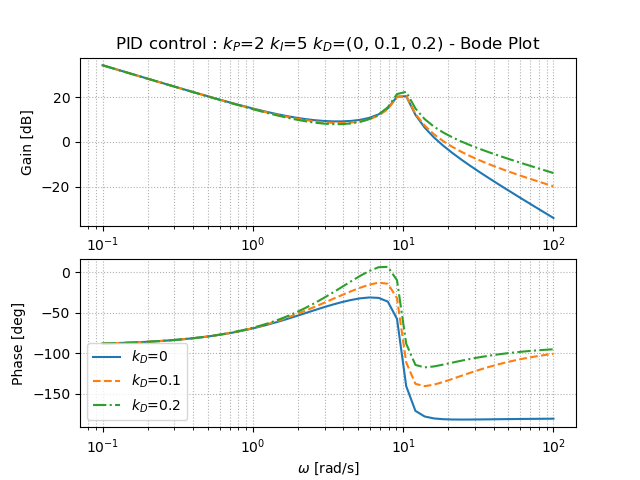 PID control : k_P=2 k_I=5 k_D=(0, 0.1, 0.2) - Bode Plot
Gain [dB]
20
0
−20
10^−1
10^0
10^1
10^2
Phase [deg]
0
−50
−100
−150
k_D=0
k_D=0.1
k_D=0.2
10^−1
10^0
10^1
10^2
ω [rad/s]